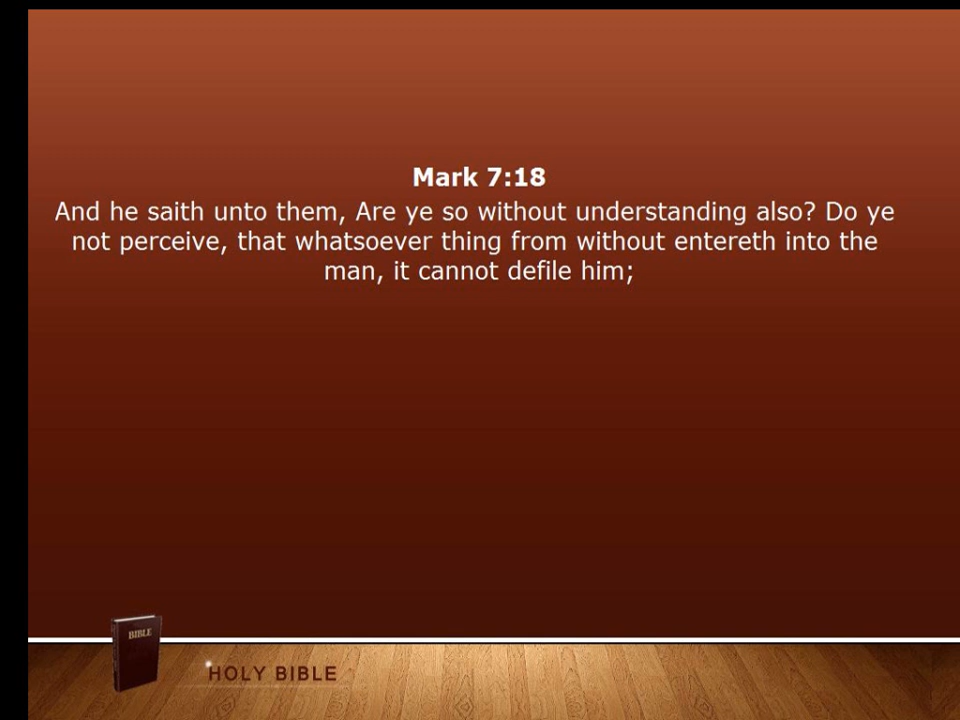 Mark 7:18
And he saith unto them, Are ye so without understanding also? Do ye
not perceive, that whatsoever thing from without entereth into the
man, it cannot defile him;
BIBLE
HOLY BIBLE